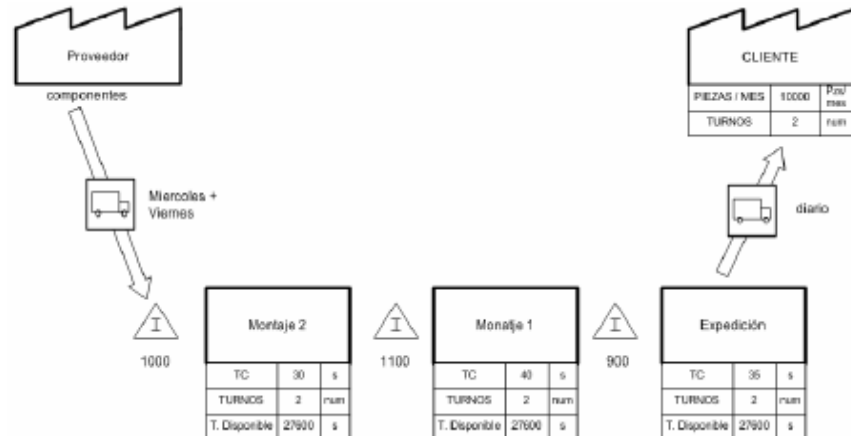 Proveedor
componentes
Miercoles +
Viernes
CLIENTE
PIEZAS / MES 10000 Pzs/ mes
TURNOS 2 num
diario
I
1000
Montaje 2
TC 30 s
TURNOS 2 num
T. Disponible 27600 s
I
1100
Monatje 1
TC 40 s
TURNOS 2 num
T. Disponible 27600 s
I
900
Expedición
TC 35 s
TURNOS 2 num
T. Disponible 27600 s